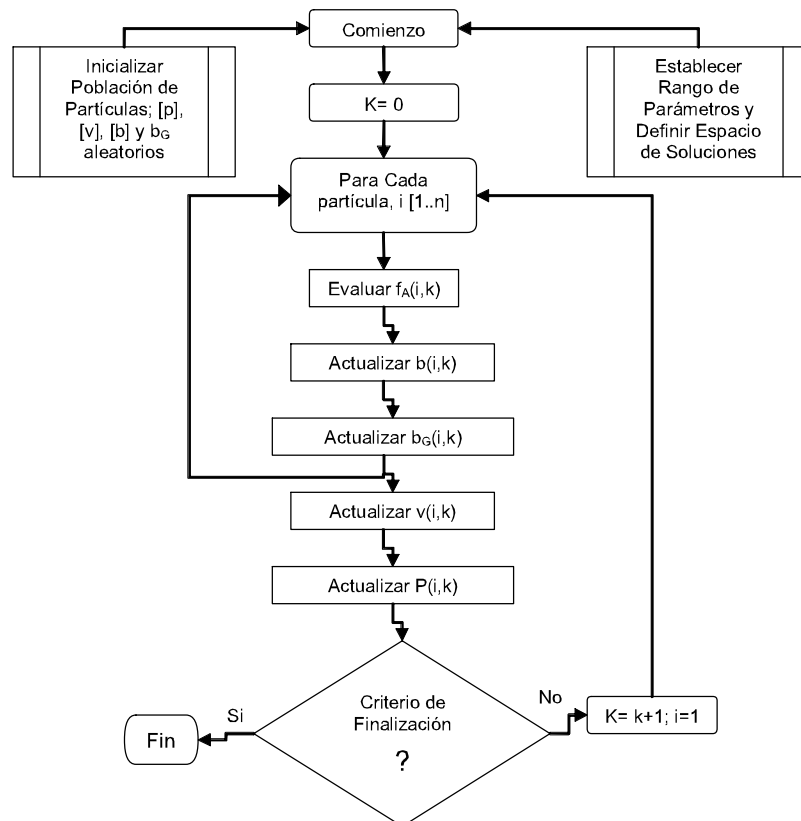 Comienzo
Inicializar
Población de
Partículas; [p],
[v], [b] y bG
aleatorios
Establecer
Rango de
Parámetros y
Definir Espacio
de Soluciones
K= 0
Para Cada
partícula, i [1..n]
Evaluar fA(i,k)
Actualizar b(i,k)
Actualizar bG(i,k)
Actualizar v(i,k)
Actualizar P(i,k)
Criterio de
Finalización
?
Si
No
Fin
K= k+1; i=1